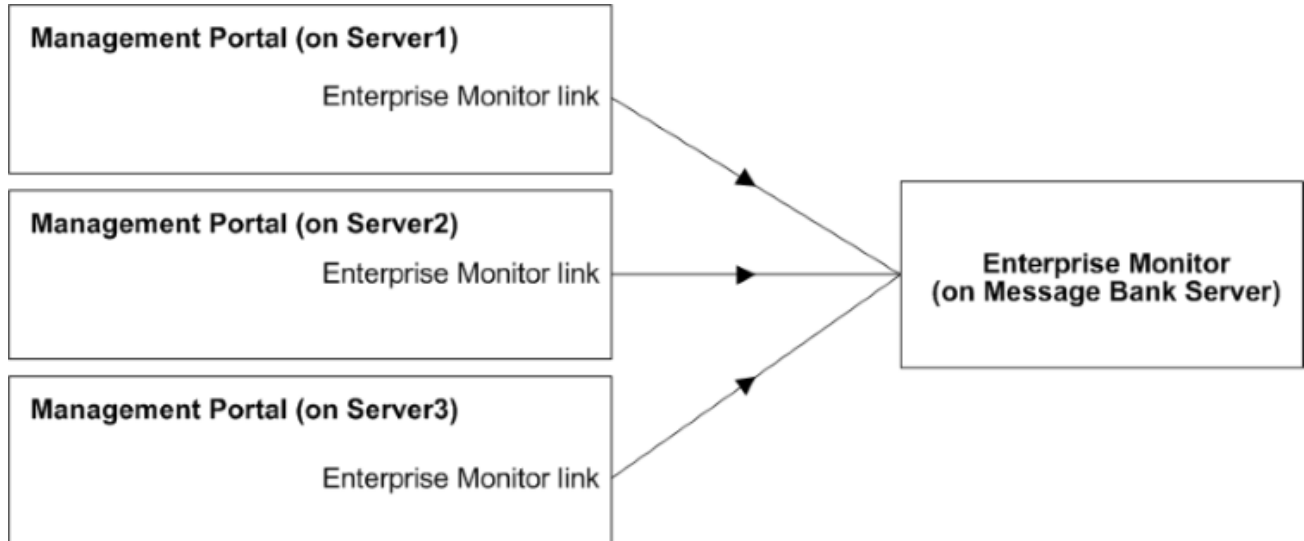 Management Portal (on Server1)
Enterprise Monitor link
Management Portal (on Server2)
Enterprise Monitor link
Management Portal (on Server3)
Enterprise Monitor link
Enterprise Monitor
(on Message Bank Server)